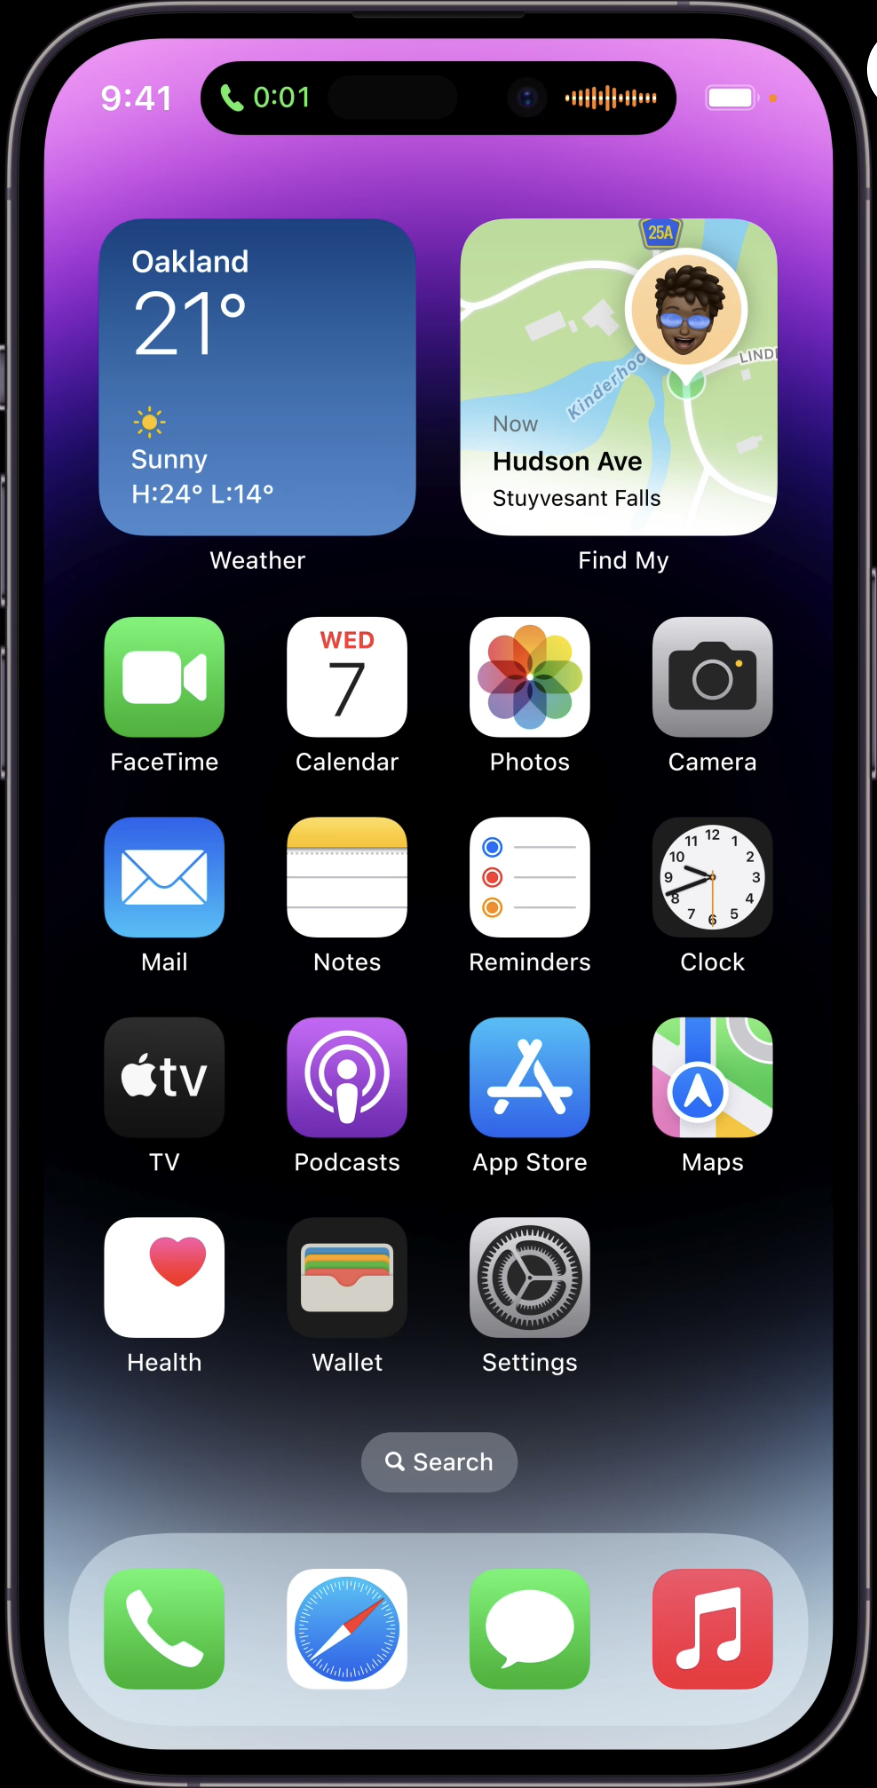 9:41
0:01
Oakland
21°
Sunny
H:24° L:14°
Weather
25A
Kinderhoo
LINDE
Now
Hudson Ave
Stuyvesant Falls
Find My
FaceTime
WED
7
Calendar
Photos
Camera
Mail
Notes
Reminders
12
1
2
3
4
5
6
7
8
9
10
11
Clock
tv
TV
Podcasts
App Store
Maps
Health
Wallet
Settings
Search